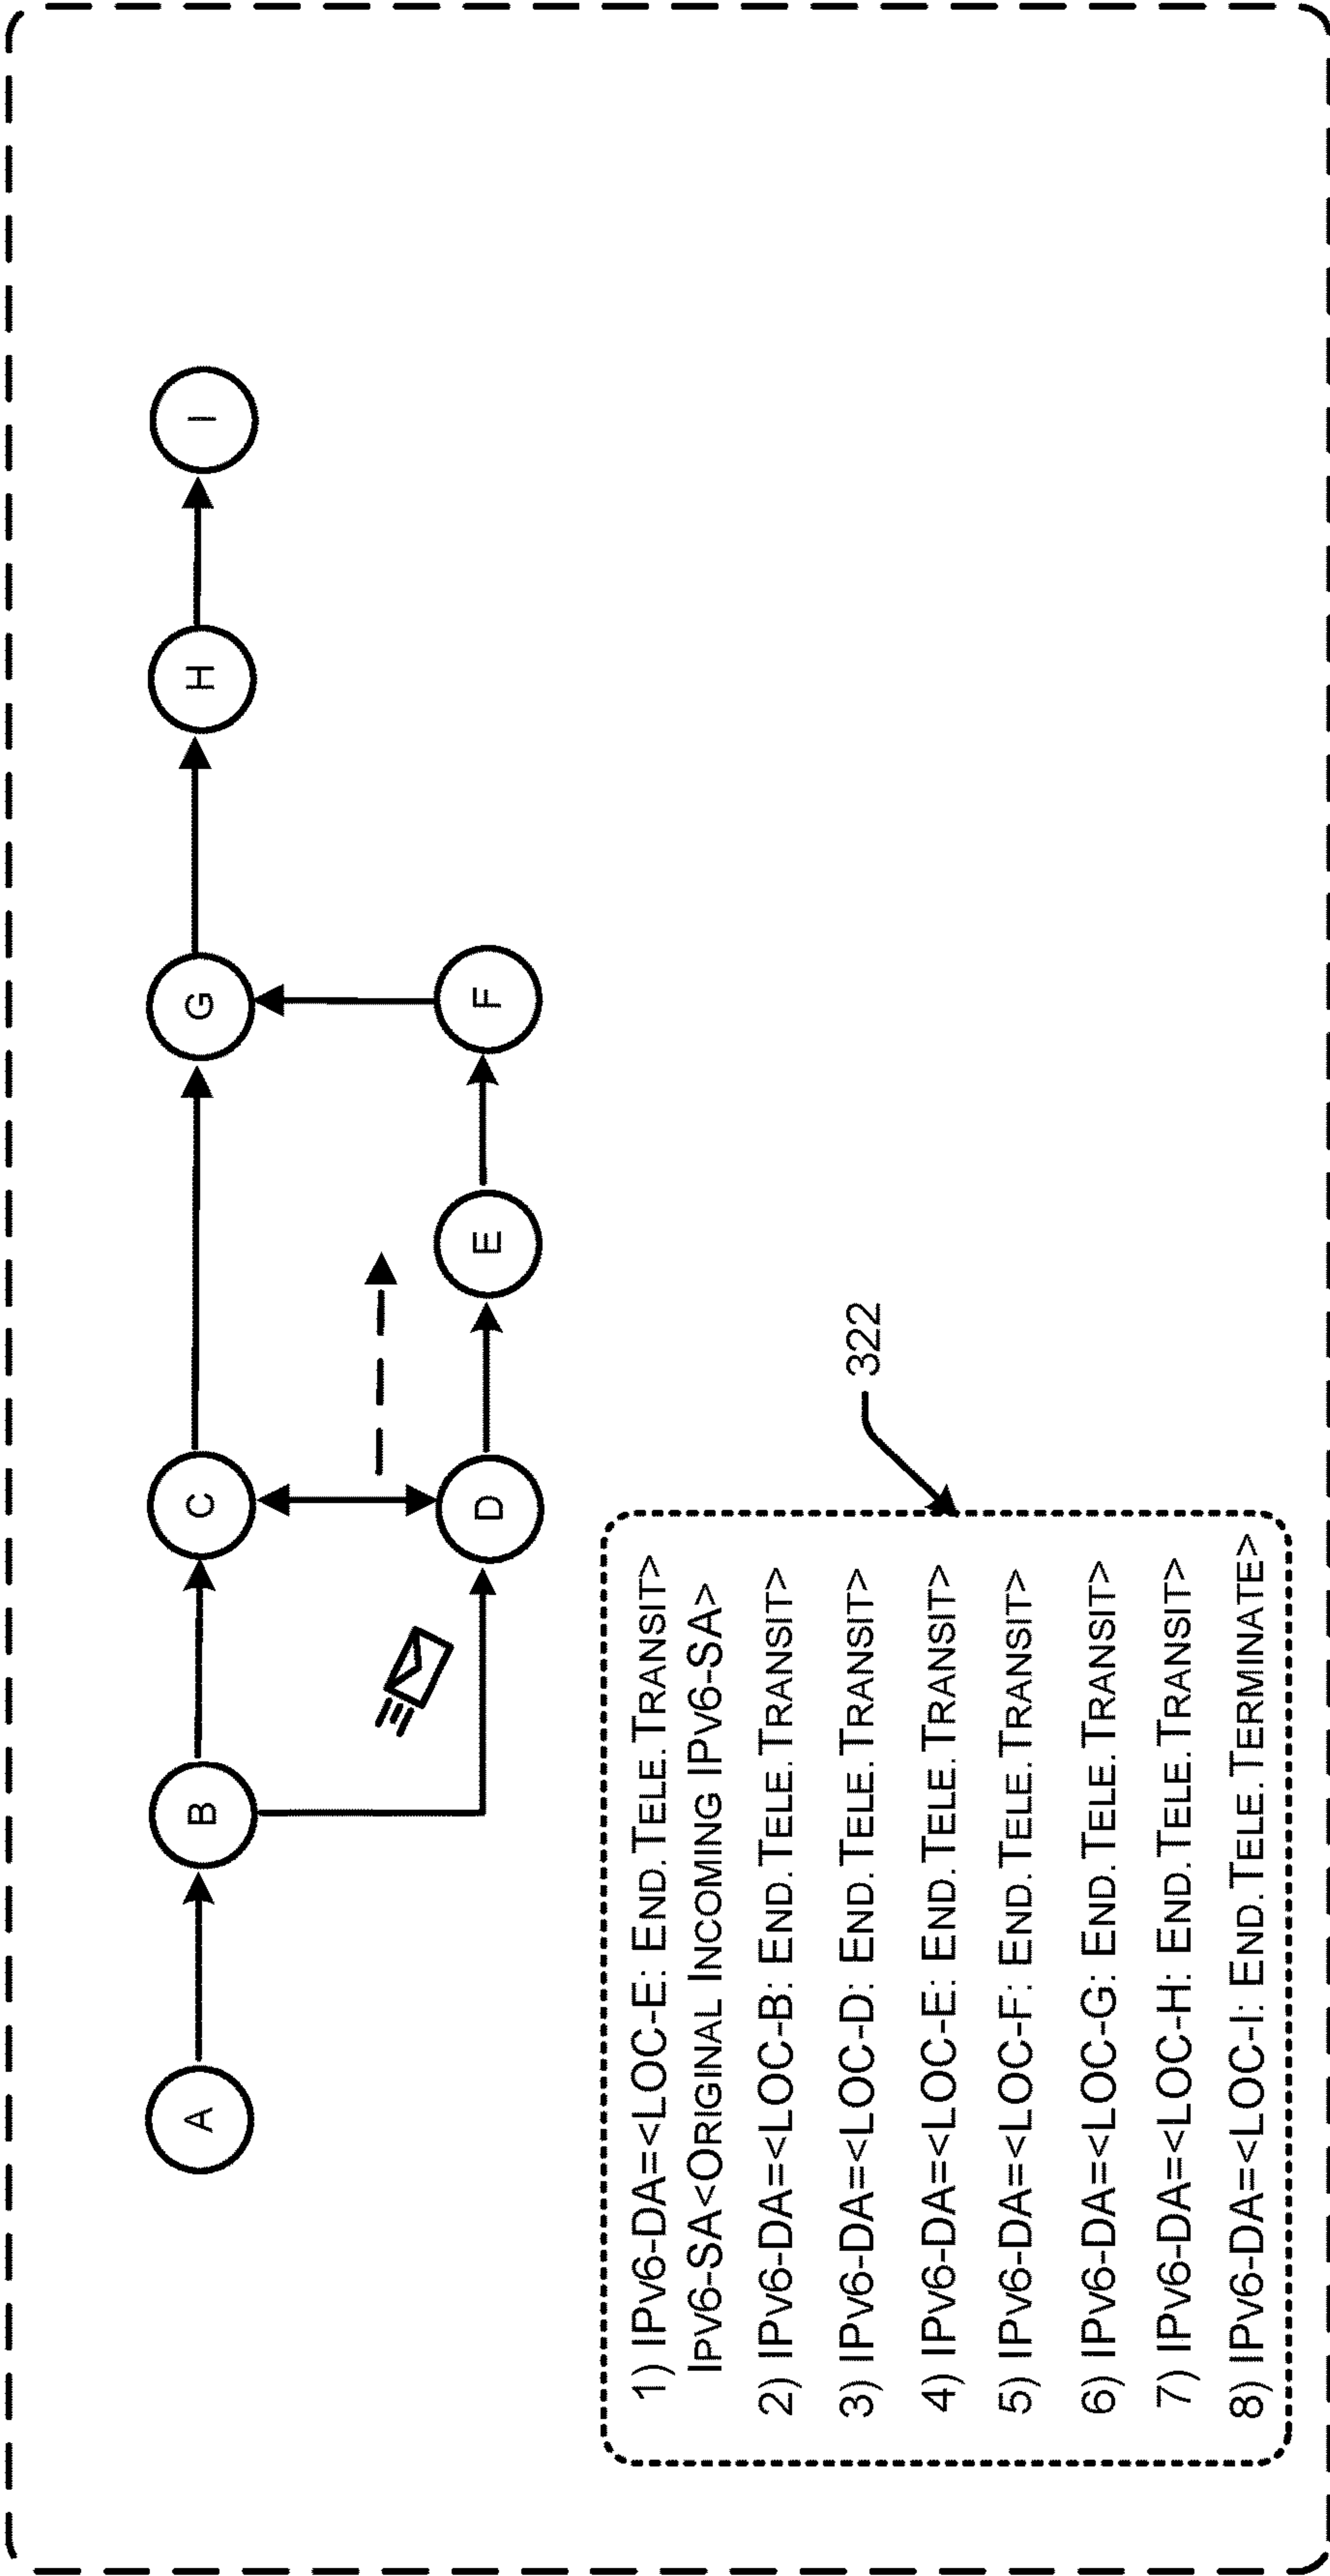 A
B
C
G
H
I
D
E
F
322
1) IPv6-DA=<LOC-E: END.TELE.TRANSIT>
IPv6-SA<ORIGINAL INCOMING IPv6-SA>
2) IPv6-DA=<LOC-B: END.TELE.TRANSIT>
3) IPv6-DA=<LOC-D: END.TELE.TRANSIT>
4) IPv6-DA=<LOC-E: END.TELE.TRANSIT>
5) IPv6-DA=<LOC-F: END.TELE.TRANSIT>
6) IPv6-DA=<LOC-G: END.TELE.TRANSIT>
7) IPv6-DA=<LOC-H: END.TELE.TRANSIT>
8) IPv6-DA=<LOC-I: END.TELE.TERMINATE>